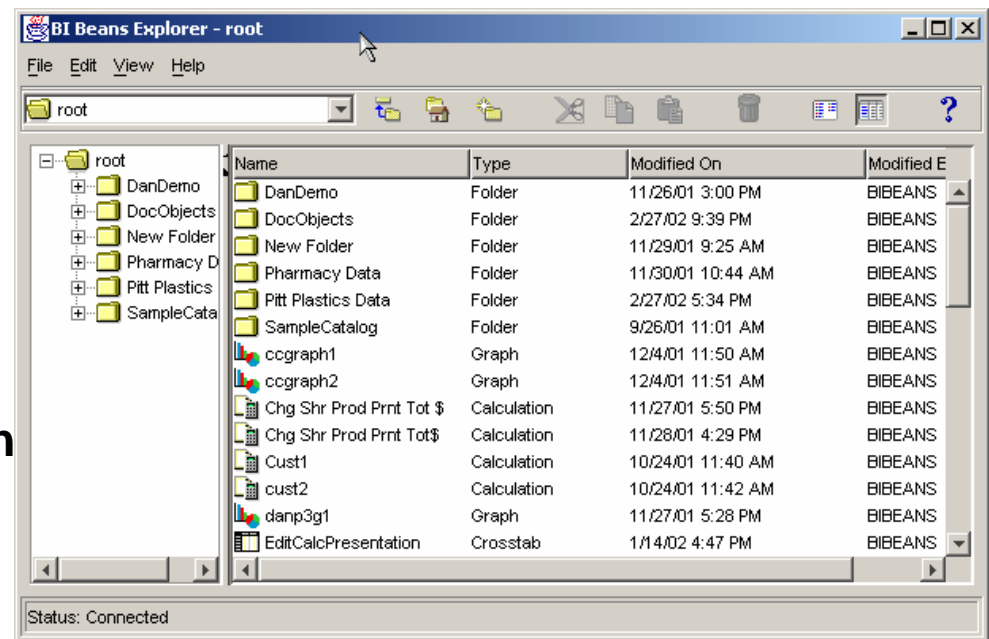 BI Beans Explorer - root
File Edit View Help
root
?
root
DanDemo
DocObjects
New Folder
Pharmacy D
Pitt Plastics
SampleCata
Name Type Modified On Modified E
DanDemo Folder 11/26/01 3:00 PM BIBEANS
DocObjects Folder 2/27/02 9:39 PM BIBEANS
New Folder Folder 11/29/01 9:25 AM BIBEANS
Pharmacy Data Folder 11/30/01 10:44 AM BIBEANS
Pitt Plastics Data Folder 2/27/02 5:34 PM BIBEANS
SampleCatalog Folder 9/26/01 11:01 AM BIBEANS
ccgraph1 Graph 12/4/01 11:50 AM BIBEANS
ccgraph2 Graph 12/4/01 11:51 AM BIBEANS
Chg Shr Prod Prnt Tot $ Calculation 11/27/01 5:50 PM BIBEANS
Chg Shr Prod Prnt Tot$ Calculation 11/28/01 4:29 PM BIBEANS
Cust1 Calculation 10/24/01 11:40 AM BIBEANS
cust2 Calculation 10/24/01 11:42 AM BIBEANS
danp3g1 Graph 11/27/01 5:28 PM BIBEANS
EditCalcPresentation Crosstab 1/14/02 4:47 PM BIBEANS
Status: Connected